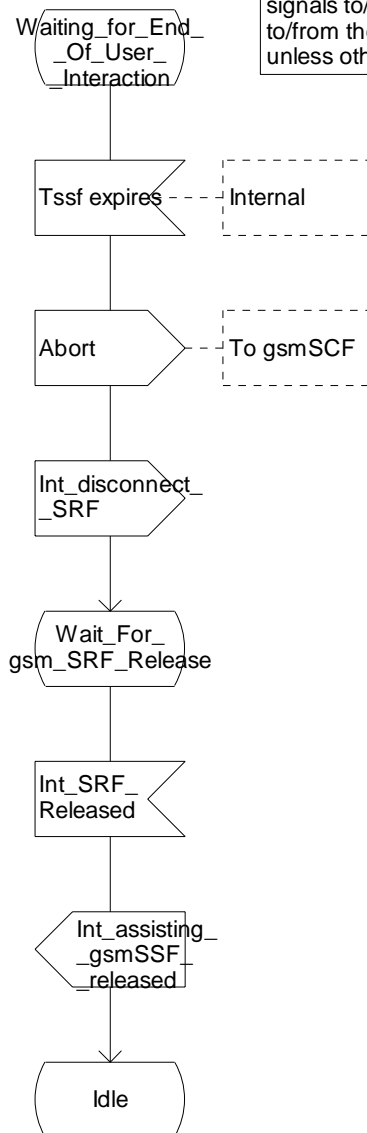 signals to/
to/from the
unless oth
Waiting_for_End_
_Of_User_
_Interaction
Tssf expires
Internal
Abort
To gsmSCF
Int_disconnect_
_SRF
Wait_For_
gsm_SRF_Release
Int_SRF_
Released
Int_assisting_
_gsmSSF_
_released
Idle